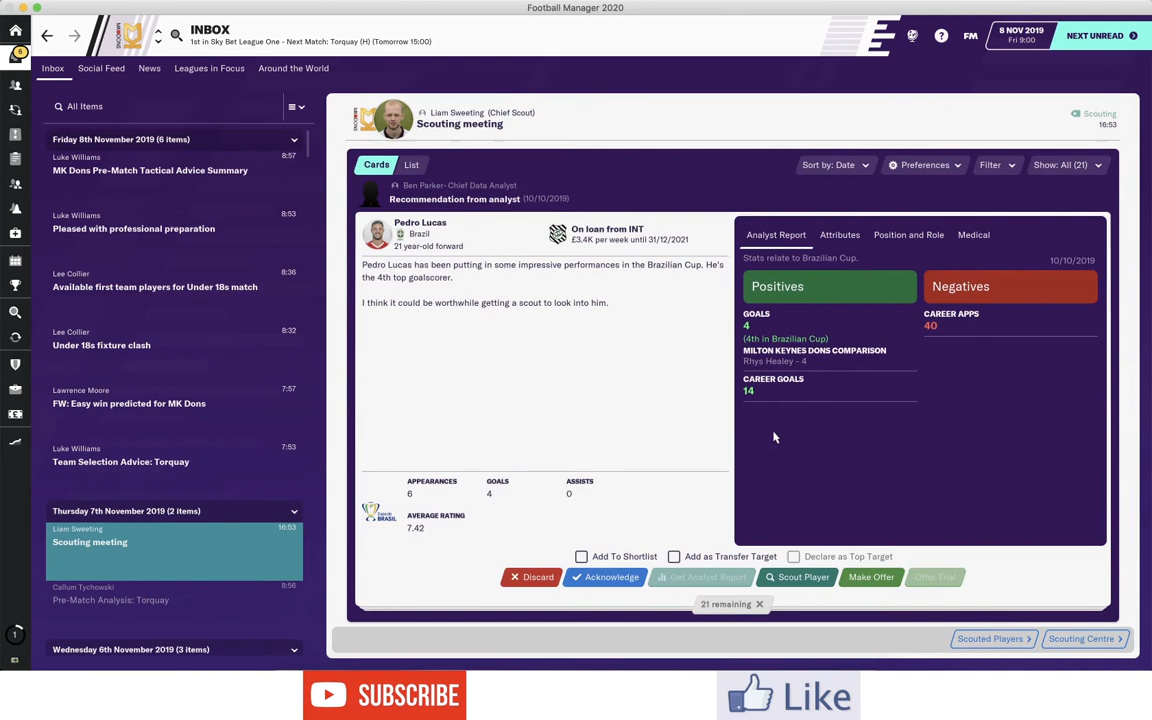 Football Manager 2020
INBOX
1st in Sky Bet League One - Next Match: Torquay (H) (Tomorrow 15:00)
FM
8 NOV 2019
Fri 9:00
NEXT UNREAD
6
Inbox
Social Feed
News
Leagues in Focus
Around the World
All Items
Friday 8th November 2019 (6 items)
Luke Williams
8:57
MK Dons Pre-Match Tactical Advice Summary
Luke Williams
8:53
Pleased with professional preparation
Lee Collier
8:36
Available first team players for Under 18s match
Lee Collier
8:32
Under 18s fixture clash
Lawrence Moore
7:57
FW: Easy win predicted for MK Dons
Luke Williams
7:53
Team Selection Advice: Torquay
Thursday 7th November 2019 (2 items)
Liam Sweeting
16:53
Scouting meeting
Callum Tychowski
8:56
Pre-Match Analysis: Torquay
Wednesday 6th November 2019 (3 items)
1
Liam Sweeting (Chief Scout)
Scouting meeting
Scouting
16:53
Cards
List
Sort by: Date
Preferences
Filter
Show: All (21)
Ben Parker- Chief Data Analyst
Recommendation from analyst (10/10/2019)
Pedro Lucas
Brazil
21 year-old forward
On loan from INT
£3.4K per week until 31/12/2021
Pedro Lucas has been putting in some impressive performances in the Brazilian Cup. He's
the 4th top goalscorer.
I think it could be worthwhile getting a scout to look into him.
APPEARANCES
GOALS
ASSISTS
6
4
0
AVERAGE RATING
7.42
BRASIL
Analyst Report
Attributes
Position and Role
Medical
Stats relate to Brazilian Cup.
10/10/2019
Positives
Negatives
GOALS
4
(4th in Brazilian Cup)
MILTON KEYNES DONS COMPARISON
Rhys Healey - 4
CAREER GOALS
14
CAREER APPS
40
Add To Shortlist
Add as Transfer Target
Declare as Top Target
Discard
Acknowledge
Get Analyst Report
Scout Player
Make Offer
Offer Trial
21 remaining
Scouted Players
Scouting Centre
SUBSCRIBE
Like